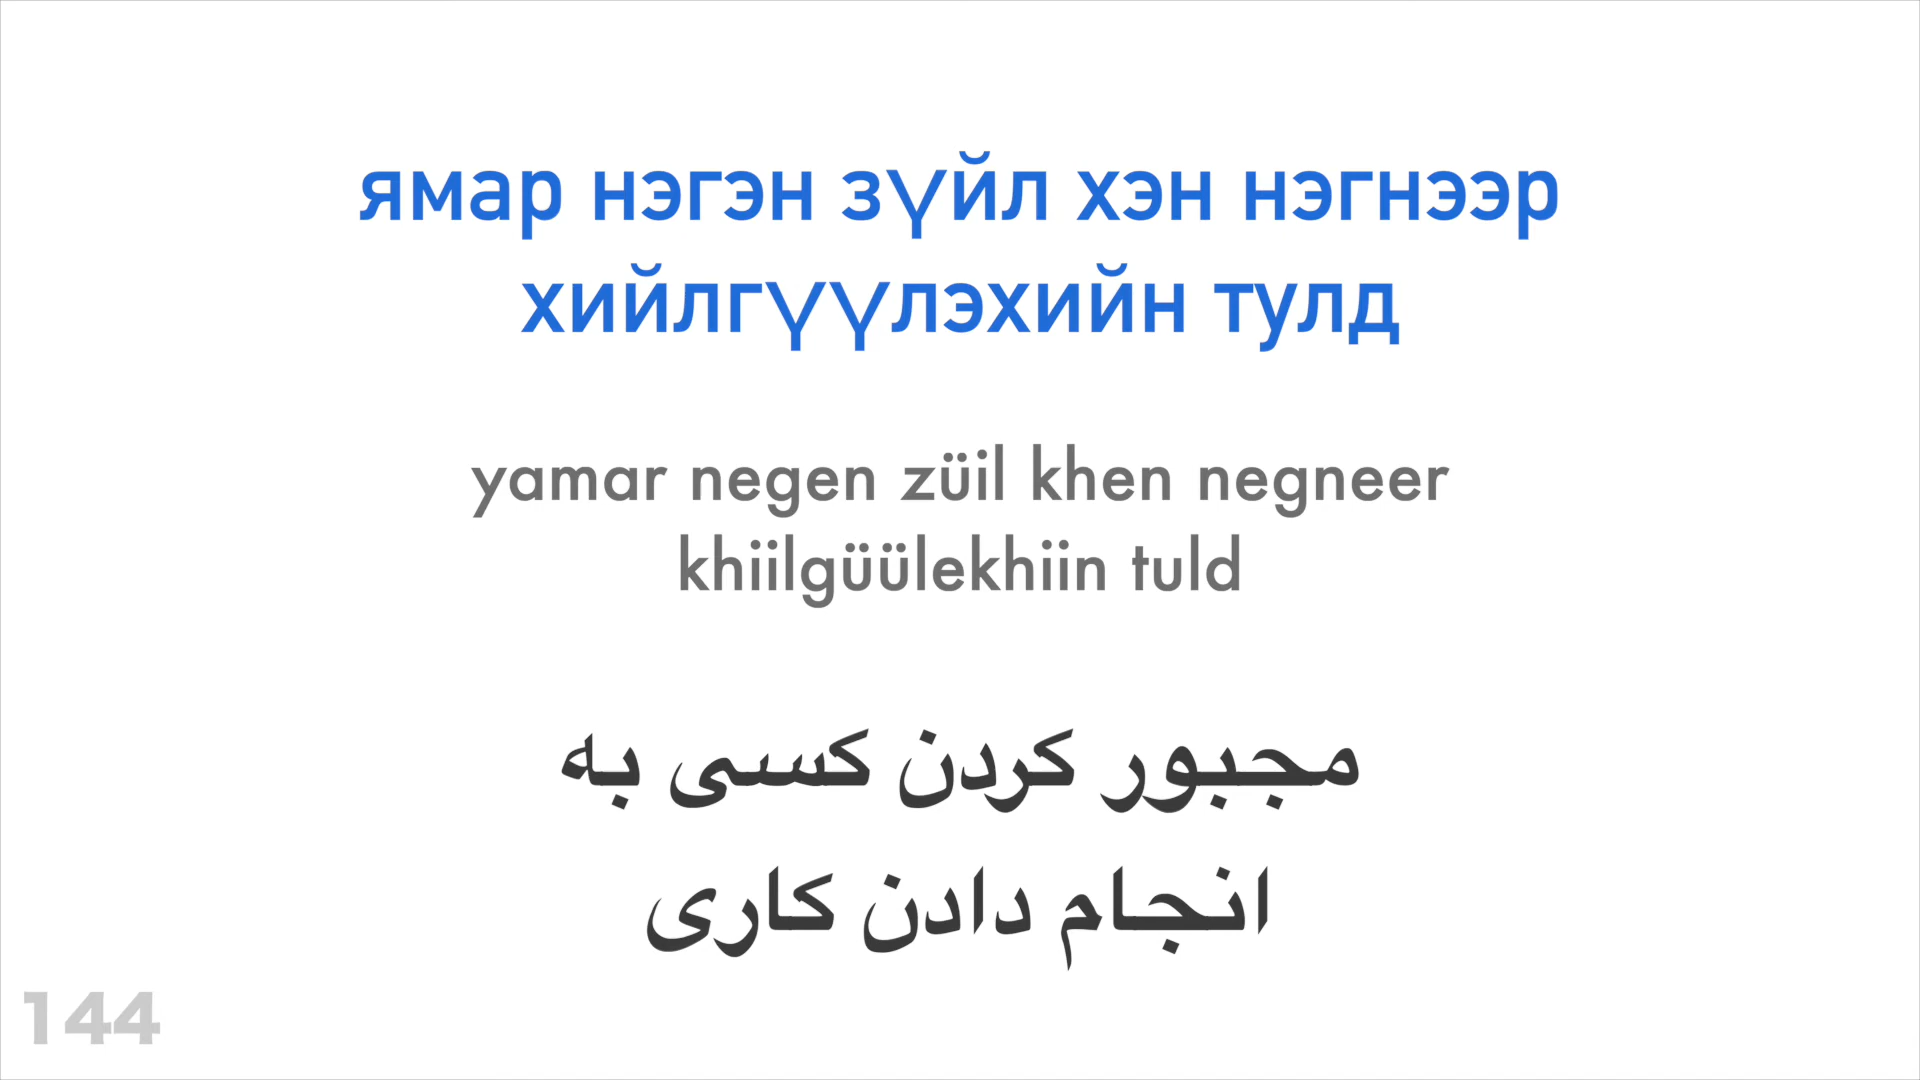 ямар нэгэн зүйл хэн нэгнээр
хийлгүүлэхийн тулд
yamar negen züil khen negneer
khiilgüülekhiin tuld
مجبور کردن کسی به
انجام دادن کاری
144